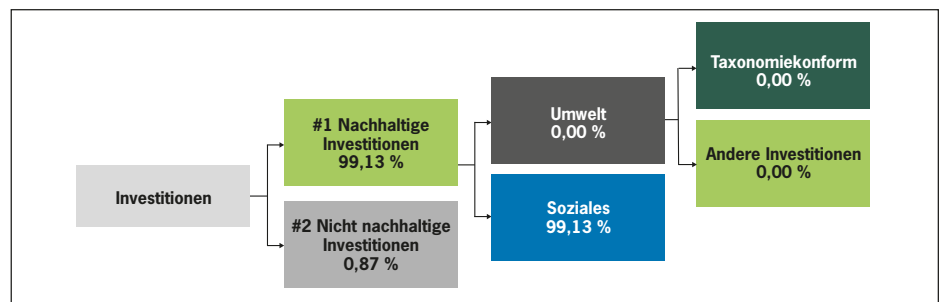 Investitionen
#1 Nachhaltige
Investitionen
99,13 %
#2 Nicht nachhaltige
Investitionen
0,87 %
Umwelt
0,00 %
Soziales
99,13 %
Taxonomiekonform
0,00 %
Andere Investitionen
0,00 %